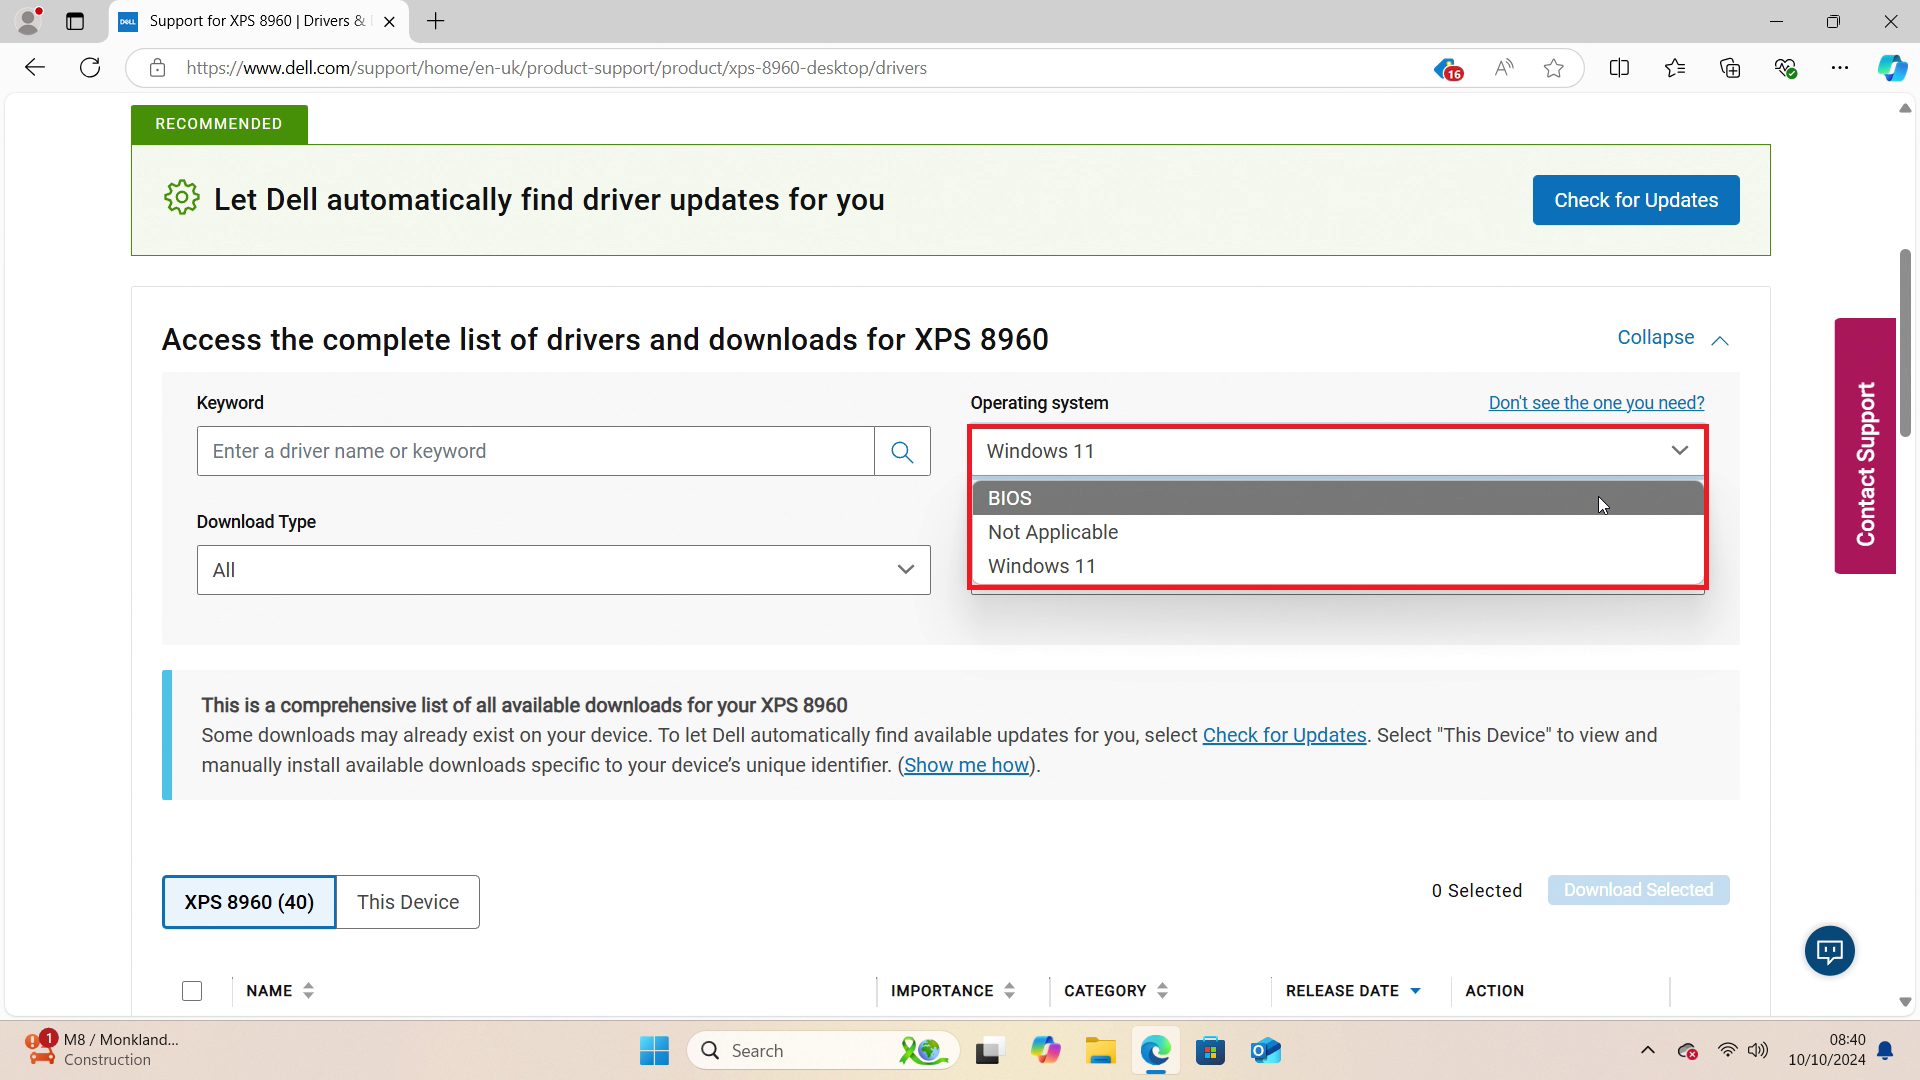 DELL
Support for XPS 8960 | Drivers &
https://www.dell.com/support/home/en-uk/product-support/product/xps-8960-desktop/drivers
16
RECOMMENDED
Let Dell automatically find driver updates for you
Check for Updates
Access the complete list of drivers and downloads for XPS 8960
Collapse
Keyword
Operating system
Don't see the one you need?
Enter a driver name or keyword
Windows 11
BIOS
Not Applicable
Windows 11
Download Type
All
Contact Support
This is a comprehensive list of all available downloads for your XPS 8960
Some downloads may already exist on your device. To let Dell automatically find available updates for you, select Check for Updates. Select "This Device" to view and
manually install available downloads specific to your device’s unique identifier. (Show me how).
XPS 8960 (40)
This Device
0 Selected
Download Selected
NAME
IMPORTANCE
CATEGORY
RELEASE DATE
ACTION
1
M8 / Monkland...
Construction
Search
08:40
10/10/2024